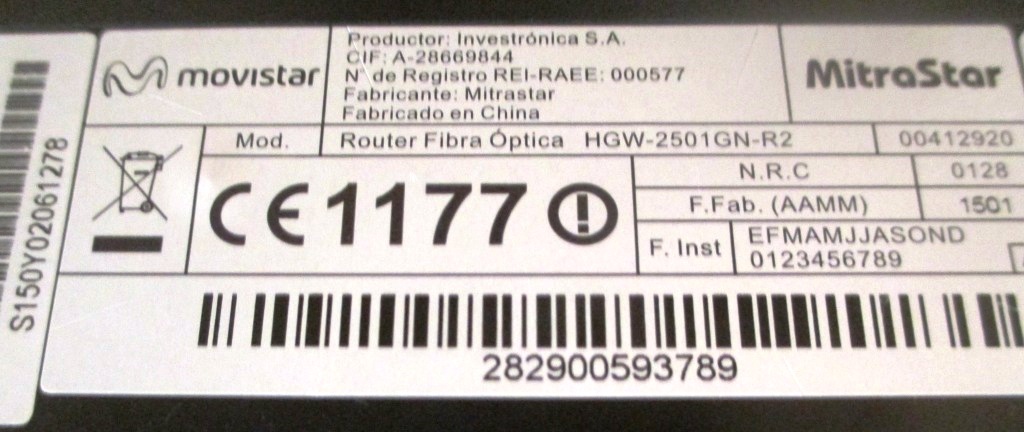 movistar
Productor: Investrónica S.A.
CIF: A-28669844
Nº de Registro REI-RAEE: 000577
Fabricante: Mitrastar
Fabricado en China
MitraStar
Mod.
Router Fibra Óptica HGW-2501GN-R2
00412920
CE1177
N.R.C
0128
F.Fab. (AAMM)
1501
F. Inst
EFMAMJJASOND
0123456789
282900593789
S150Y02061278